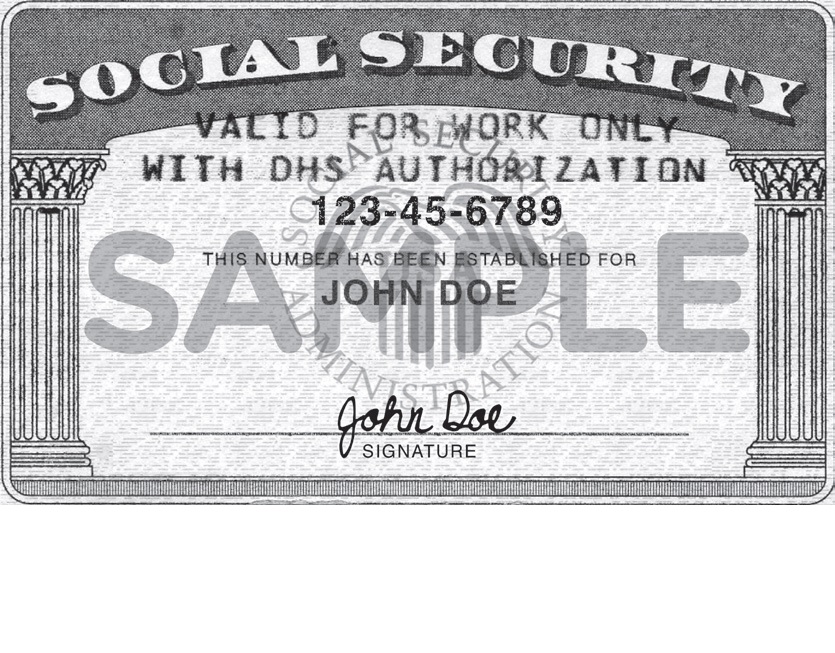 SOCIAL SECURITY
VALID FOR WORK ONLY
WITH DHS AUTHORIZATION
SOCIAL SECURITY
123-45-6789
THIS NUMBER HAS BEEN ESTABLISHED FOR
JOHN DOE
SAMPLE
ADMINISTRATION
John Doe
SIGNATURE